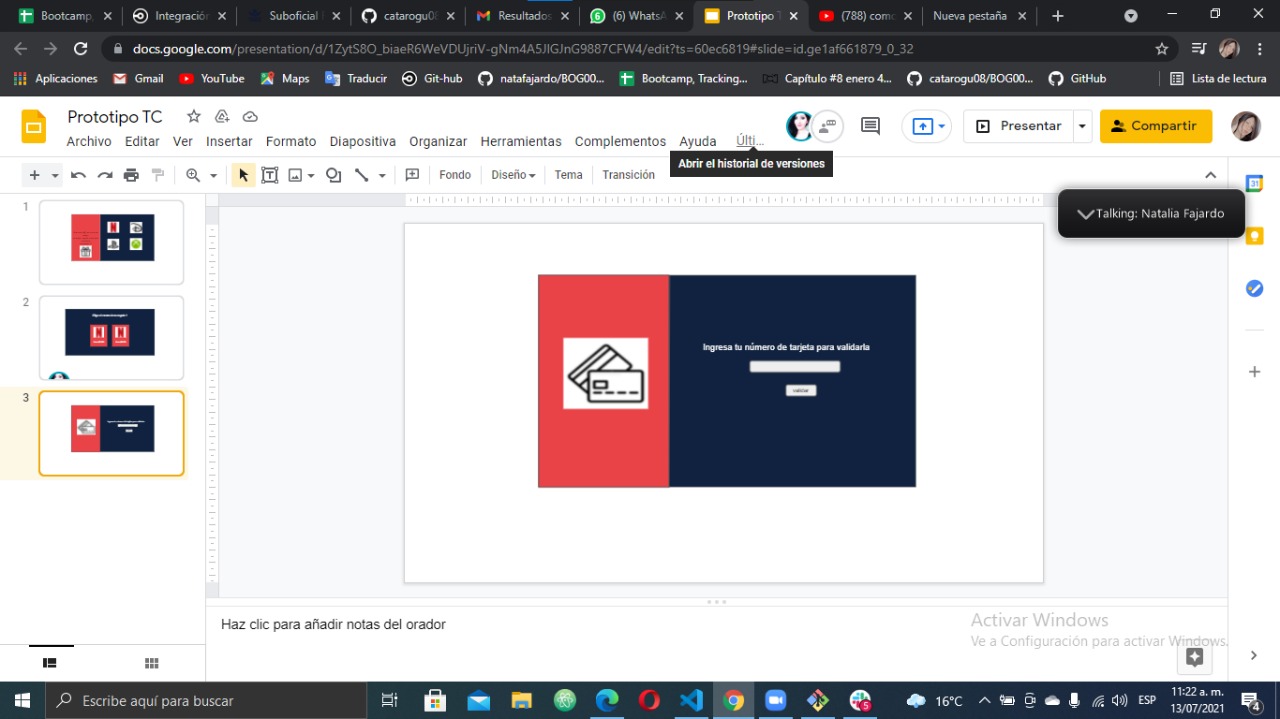 Bootcamp,
Integración
Suboficial
catarogu08
Resultados
(6) WhatsA
Prototipo T
(788) como
Nueva pestaña
docs.google.com/presentation/d/1ZytS8O_biaeR6WeVDUjriV-gNm4A5JIGJnG9887CFW4/edit?ts=60ec6819#slide=id.ge1af661879_0_32
Aplicaciones
Gmail
YouTube
Maps
Traducir
Git-hub
natafajardo/BOG00...
Bootcamp, Tracking...
Capítulo #8 enero 4...
catarogu08/BOG00...
GitHub
Lista de lectura
Prototipo TC
Archivo Editar Ver Insertar Formato Diapositiva Organizar Herramientas Complementos Ayuda Últi...
Presentar
Compartir
Abrir el historial de versiones
Fondo Diseño Tema Transición
31
Talking: Natalia Fajardo
1
2
3
Ingresa tu número de tarjeta para validarla
validar
Haz clic para añadir notas del orador
Activar Windows
Ve a Configuración para activar Windows.
Escribe aquí para buscar
5
16°C
ESP
11:22 a. m.
13/07/2021
4